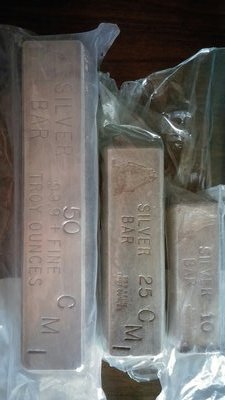 SILVER
BAR
999+ FINE
TROY OUNCES
50
C M I
SILVER
BAR
25
C M I
SILVER
BAR
10